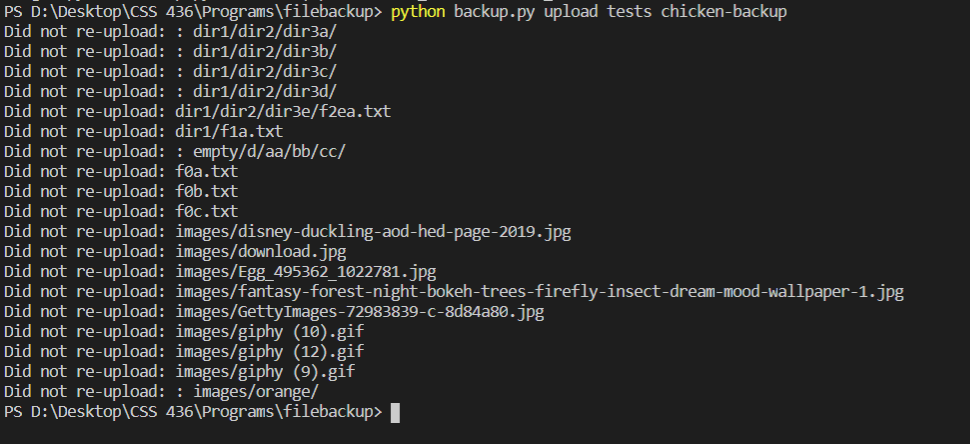 PS D:\Desktop\CSS 436\Programs\filebackup> python backup.py upload tests chicken-backup
Did not re-upload: : dir1/dir2/dir3a/
Did not re-upload: : dir1/dir2/dir3b/
Did not re-upload: : dir1/dir2/dir3c/
Did not re-upload: : dir1/dir2/dir3d/
Did not re-upload: dir1/dir2/dir3e/f2ea.txt
Did not re-upload: dir1/f1a.txt
Did not re-upload: : empty/d/aa/bb/cc/
Did not re-upload: f0a.txt
Did not re-upload: f0b.txt
Did not re-upload: f0c.txt
Did not re-upload: images/disney-duckling-aod-hed-page-2019.jpg
Did not re-upload: images/download.jpg
Did not re-upload: images/Egg_495362_1022781.jpg
Did not re-upload: images/fantasy-forest-night-bokeh-trees-firefly-insect-dream-mood-wallpaper-1.jpg
Did not re-upload: images/GettyImages-72983839-c-8d84a80.jpg
Did not re-upload: images/giphy (10).gif
Did not re-upload: images/giphy (12).gif
Did not re-upload: images/giphy (9).gif
Did not re-upload: : images/orange/
PS D:\Desktop\CSS 436\Programs\filebackup>